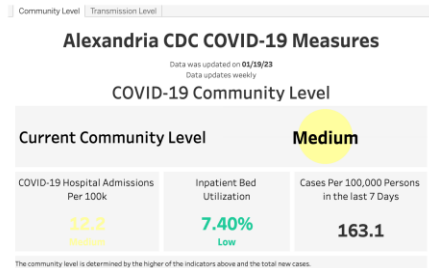 Community Level Transmission Level
Alexandria CDC COVID-19 Measures
Data was updated on 01/19/23
Data updates weekly
COVID-19 Community Level
Current Community Level Medium
COVID-19 Hospital Admissions
Per 100k
12.2
Medium
Inpatient Bed
Utilization
7.40%
Low
Cases Per 100,000 Persons
in the last 7 Days
163.1
The community level is determined by the higher of the indicators above and the total new cases.